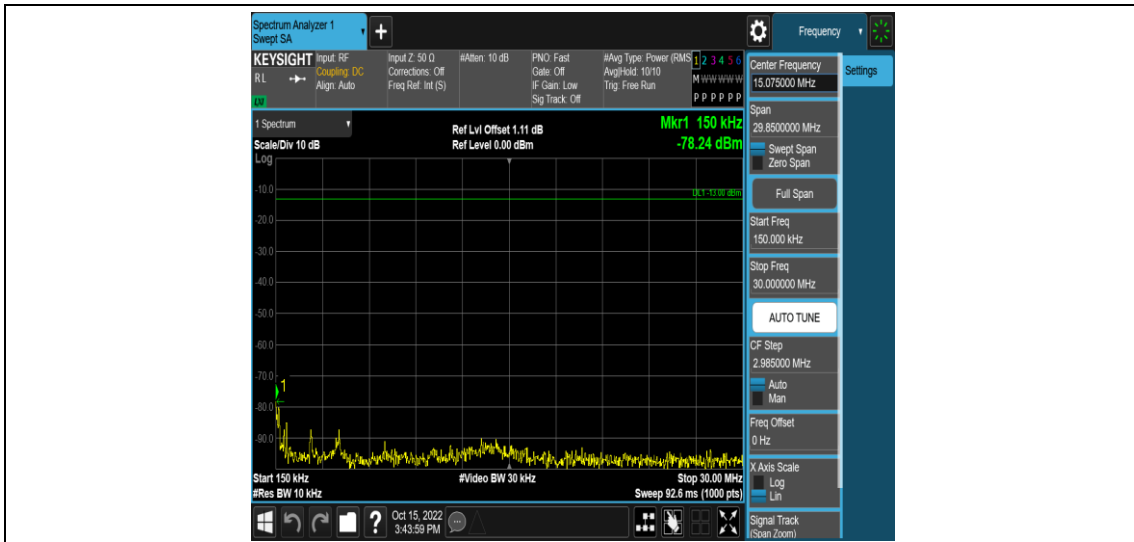 Spectrum Analyzer 1
Swept SA
+
Frequency
KEYSIGHT
RL
LM
Input: RF
Coupling: DC
Align: Auto
Input Z: 50 Ω
Corrections: Off
Freq Ref: Int (S)
#Atten: 10 dB
PNO: Fast
Gate: Off
IF Gain: Low
Sig Track: Off
#Avg Type: Power (RMS
Avg|Hold: 10/10
Trig: Free Run
1 2 3 4 5 6
M W W W W W
P P P P P P
1 Spectrum
Scale/Div 10 dB
Log
Ref Lvl Offset 1.11 dB
Ref Level 0.00 dBm
Mkr1 150 kHz
-78.24 dBm
DL1 -13.00 dBm
-10.0
-20.0
-30.0
-40.0
-50.0
-60.0
-70.0
1
-80.0
-90.0
Start 150 kHz
#Video BW 30 kHz
Stop 30.00 MHz
#Res BW 10 kHz
Sweep 92.6 ms (1000 pts)
?
Oct 15, 2022
3:43:59 PM
Center Frequency
15.075000 MHz
Settings
Span
29.8500000 MHz
Swept Span
Zero Span
Full Span
Start Freq
150.000 kHz
Stop Freq
30.000000 MHz
AUTO TUNE
CF Step
2.985000 MHz
Auto
Man
Freq Offset
0 Hz
X Axis Scale
Log
Lin
Signal Track
(Span Zoom)